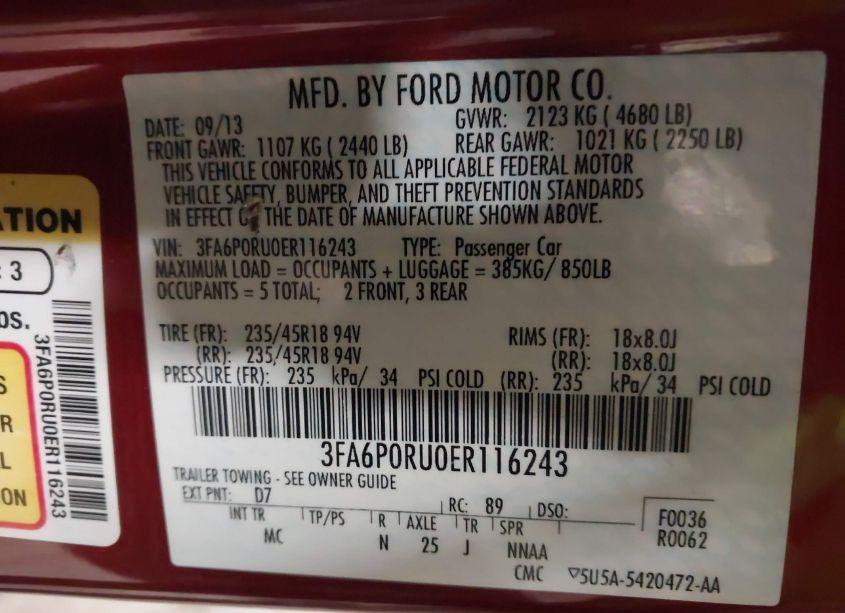 MFD. BY FORD MOTOR CO.
DATE: 09/13
GVWR: 2123 KG ( 4680 LB)
FRONT GAWR: 1107 KG ( 2440 LB)
REAR GAWR: 1021 KG ( 2250 LB)
THIS VEHICLE CONFORMS TO ALL APPLICABLE FEDERAL MOTOR
VEHICLE SAFETY, BUMPER, AND THEFT PREVENTION STANDARDS
IN EFFECT THE DATE OF MANUFACTURE SHOWN ABOVE.
VIN: 3FA6P0RU0ER116243 TYPE: Passenger Car
MAXIMUM LOAD = OCCUPANTS + LUGGAGE = 385KG/ 850LB
OCCUPANTS = 5 TOTAL; 2 FRONT, 3 REAR
TIRE (FR): 235/45R18 94V RIMS (FR): 18x8.0J
(RR): 235/45R18 94V (RR): 18x8.0J
PRESSURE (FR): 235 kPa/ 34 PSI COLD (RR): 235 kPa/ 34 PSI COLD
3FA6P0RU0ER116243
TRAILER TOWING - SEE OWNER GUIDE
EXT PNT: D7 RC: 89 DSO:
INT TR TP/PS R AXLE TR SPR
MC N 25 J NNAA
CMC
F0036
R0062
▽5U5A-5420472-AA
ATION
: 3
OS.
3FA6P0RU0ER116243
S
R
L
ON